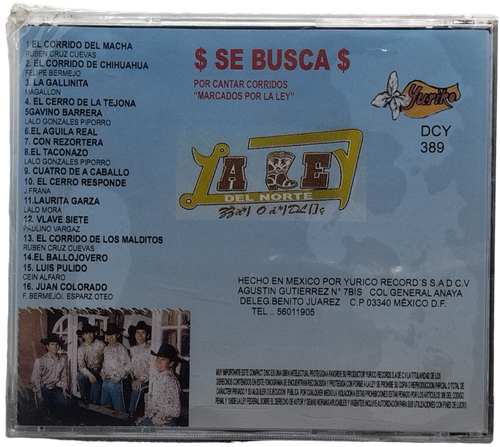 1 EL CORRIDO DEL MACHA
RUBEN CRUZ CUEVAS
2. EL CORRIDO DE CHIHUAHUA
FELIPE BERMEJO
3. LA GALLINITA
MAGALLON
4. EL CERRO DE LA TEJONA
5GAVINO BARRERA
LALO GONZALES PIPORRO
6.EL AGUILA REAL
7. CON REZORTERA
8. EL TACONAZO
LALO GONZALES PIPORRO
9. CUATRO DE A CABALLO
10. EL CERRO RESPONDE
J.FRANA
11.LAURITA GARZA
LALO MORA
12. VLAVE SIETE
PAULINO VARGAZ
13. EL CORRIDO DE LOS MALDITOS
RUBEN CRUZ CUEVAS
14.EL BALLOJOVERO
15. LUIS PULIDO
CEIN ALFARO
16. JUAN COLORADO
F. BERMEJO/. ESPARZ OTEO
$ SE BUSCA $
POR CANTAR CORRIDOS
"MARCADOS POR LA LEY"
Yuriko
DCY
389
LA LEY
DEL NORTE
HECHO EN MEXICO POR YURICO RECORD´S S.A D C.V
AGUSTIN GUTIERREZ N° 7BIS COL GENERAL ANAYA
DELEG.BENITO JUAREZ C.P 03340 MÉXICO D.F.
TEL .. 56011905